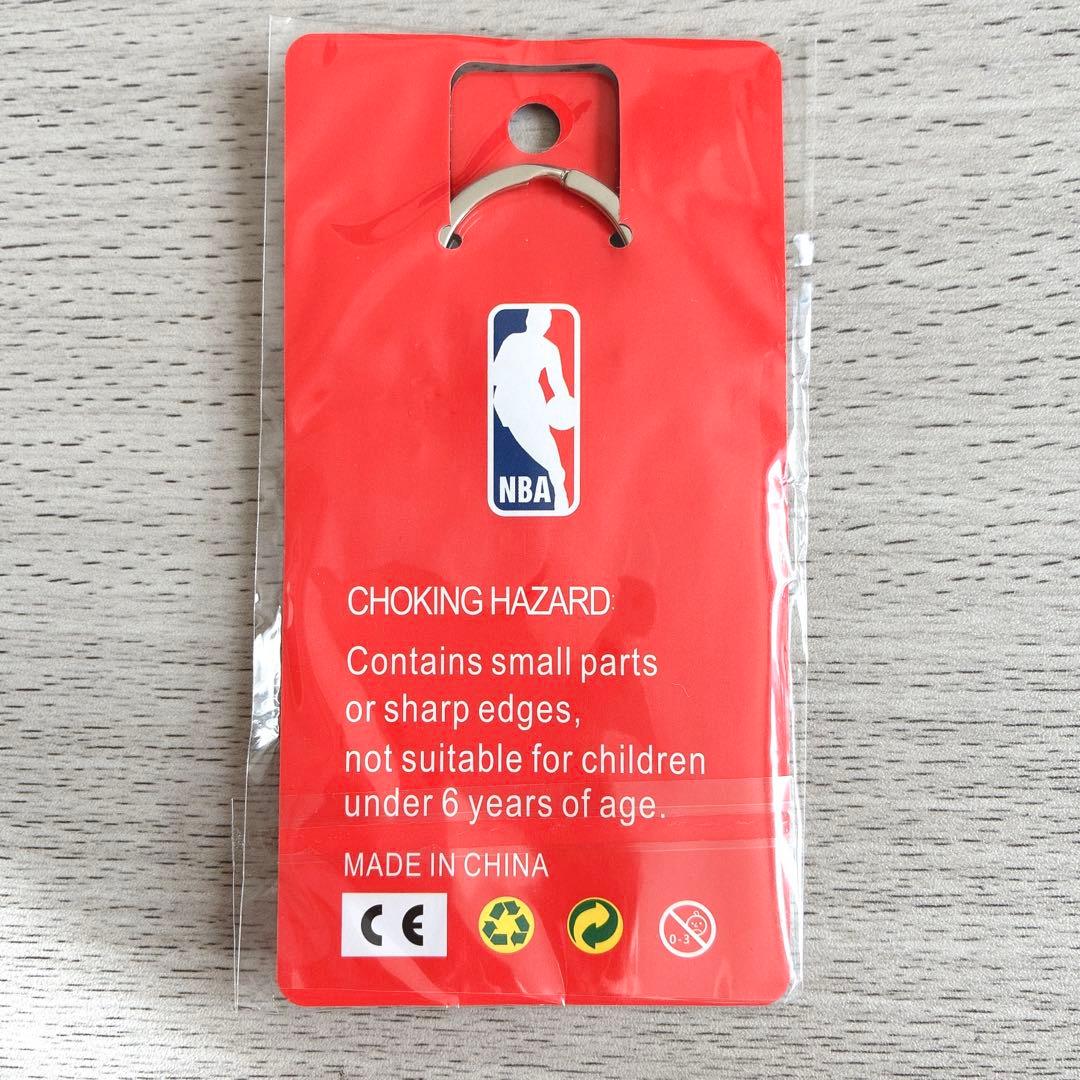 NBA
CHOKING HAZARD:
Contains small parts
or sharp edges,
not suitable for children
under 6 years of age.
MADE IN CHINA
CE
0-3